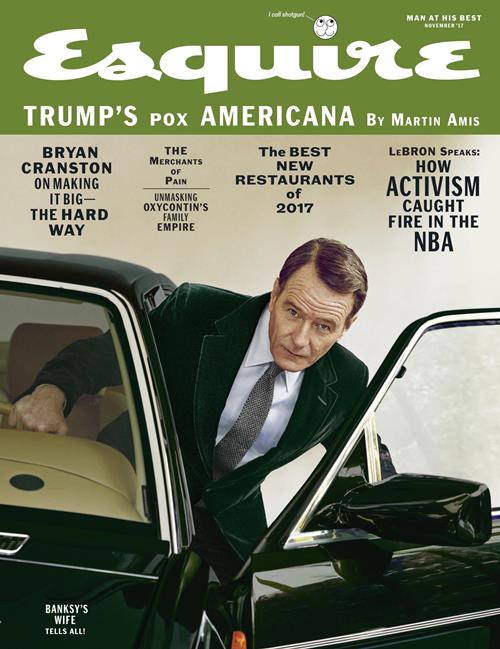 I call shotgun!
MAN AT HIS BEST
NOVEMBER '17
Esquire
TRUMP'S POX AMERICANA By MARTIN AMIS
BRYAN
CRANSTON
ON MAKING
IT BIG—
THE HARD
WAY
THE
MERCHANTS
OF
PAIN
UNMASKING
OXYCONTIN'S
FAMILY
EMPIRE
The BEST
NEW
RESTAURANTS
of
2017
LEBRON SPEAKS:
HOW
ACTIVISM
CAUGHT
FIRE IN THE
NBA
BANKSY'S
WIFE
TELLS ALL!